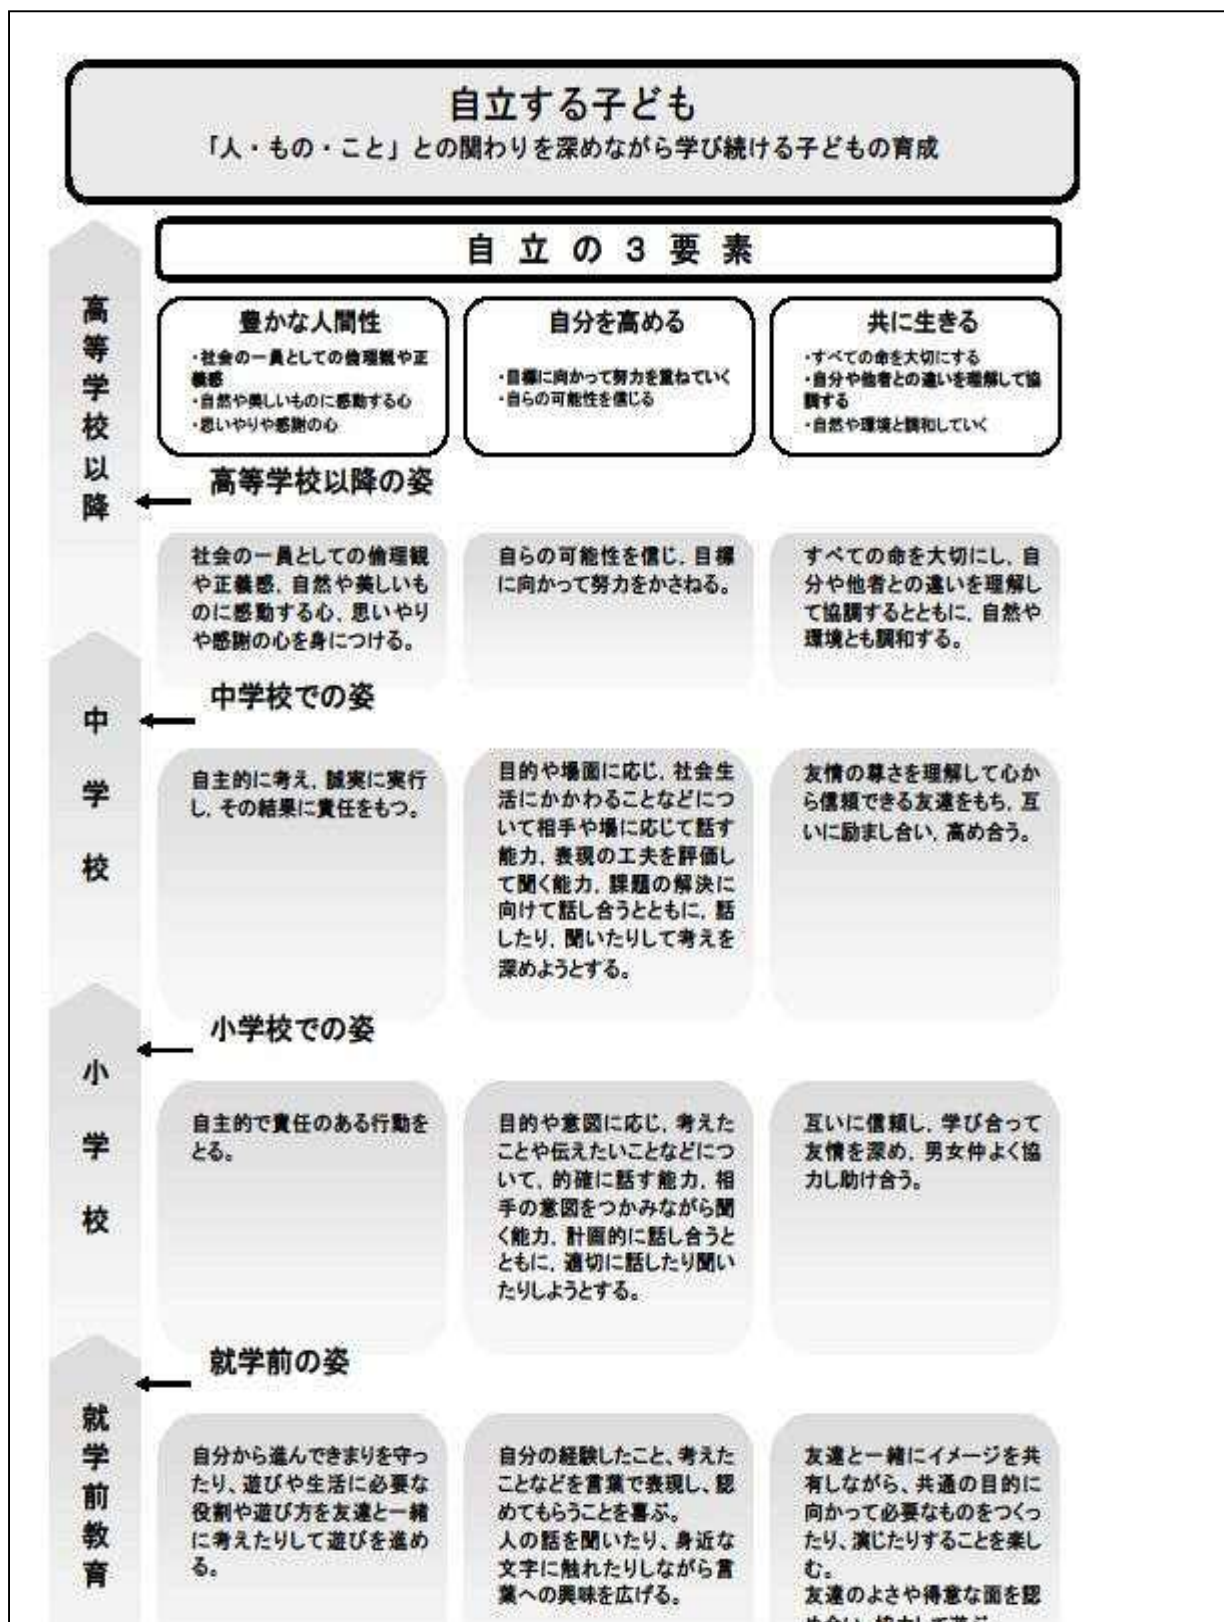 自立する子ども
「人・もの・こと」との関わりを深めながら学び続ける子どもの育成
自立の３要素
高等学校以降
豊かな人間性
・社会の一員としての倫理観や正
義感
・自然や美しいものに感動する心
・思いやりや感謝の心
自分を高める
・目標に向かって努力を重ねていく
・自らの可能性を信じる
共に生きる
・すべての命を大切にする
・自分や他者との違いを理解して協
調する
・自然や環境と調和していく
高等学校以降の姿
社会の一員としての倫理観
や正義感，自然や美しいも
のに感動する心，思いやり
や感謝の心を身につける。
自らの可能性を信じ，目標
に向かって努力をかさねる。
すべての命を大切にし，自
分や他者との違いを理解し
て協調するとともに，自然や
環境とも調和する。
中学校
中学校での姿
自主的に考え，誠実に実行
し，その結果に責任をもつ。
目的や場面に応じ，社会生
活にかかわることなどにつ
いて相手や場に応じて話す
能力，表現の工夫を評価し
て聞く能力，課題の解決に
向けて話し合うとともに，話
したり，聞いたりして考えを
深めようとする。
友情の尊さを理解して心か
ら信頼できる友達をもち，互
いに励まし合い，高め合う。
小学校
小学校での姿
自主的で責任のある行動を
とる。
目的や意図に応じ，考えた
ことや伝えたいことなどにつ
いて，的確に話す能力，相
手の意図をつかみながら聞
く能力，計画的に話し合うと
ともに，適切に話したり聞い
たりしようとする。
互いに信頼し，学び合って
友情を深め，男女仲よく協
力し助け合う。
就学前教育
就学前の姿
自分から進んできまりを守っ
たり、遊びや生活に必要な
役割や遊び方を友達と一緒
に考えたりして遊びを進め
る。
自分の経験したこと、考えた
ことなどを言葉で表現し、認
めてもらうことを喜ぶ。
人の話を聞いたり、身近な
文字に触れたりしながら言
葉への興味を広げる。
友達と一緒にイメージを共
有しながら、共通の目的に
向かって必要なものをつくっ
たり、演じたりすることを楽し
む。
友達のよさや得意な面を認